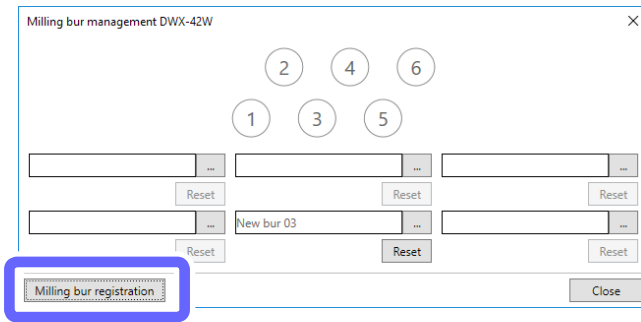 Milling bur management DWX-42W
2 4 6
1 3 5
... ... ...
Reset Reset Reset
... New bur 03 ... ...
Reset Reset Reset
Milling bur registration Close